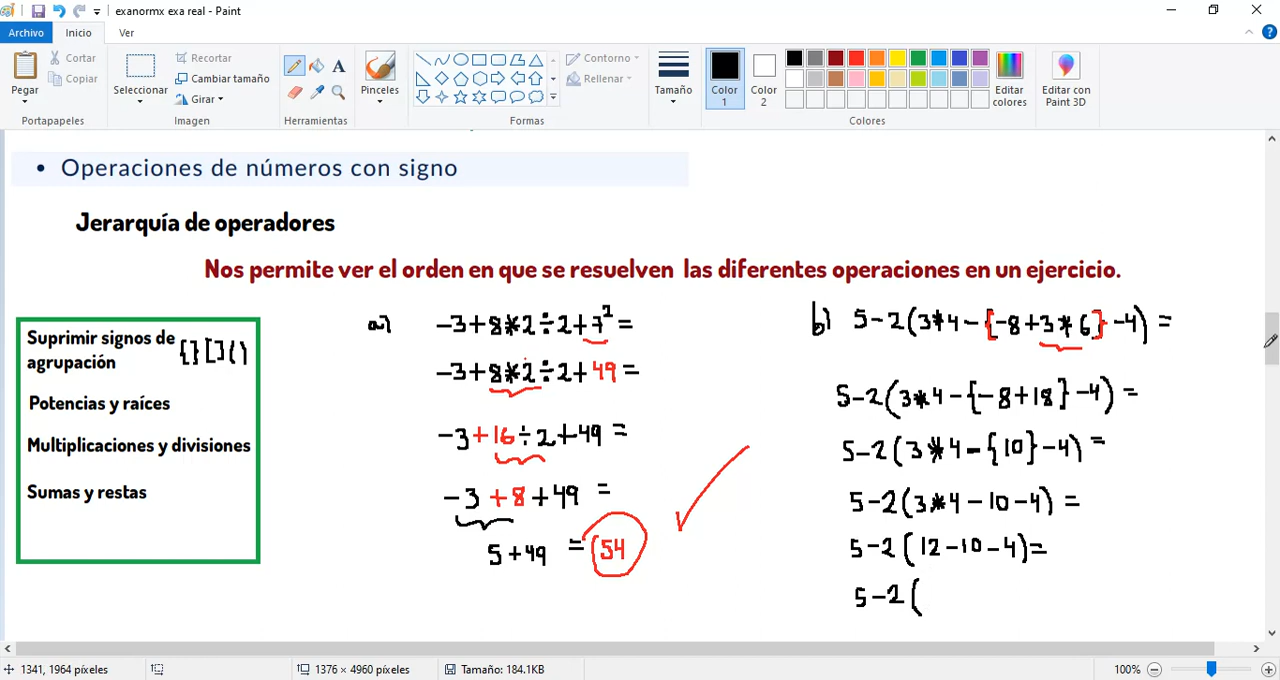 exanormx exa real - Paint
Archivo Inicio Ver
Pegar
Cortar
Copiar
Portapapeles
Seleccionar
Recortar
Cambiar tamaño
Girar
Imagen
A
Herramientas
Pinceles
Contorno
Rellenar
Formas
Tamaño
Color 1
Color 2
Editar colores
Colores
Editar con Paint 3D
• Operaciones de números con signo
Jerarquía de operadores
Nos permite ver el orden en que se resuelven las diferentes operaciones en un ejercicio.
Suprimir signos de
agrupación {} [] ()
Potencias y raíces
Multiplicaciones y divisiones
Sumas y restas
a) -3+8*2÷2+7²=
-3+8*2÷2+49=
-3+16÷2+49=
-3+8+49=
5+49=54
b) 5-2(3*4-{-8+3*6}-4)=
5-2(3*4-{-8+18}-4)=
5-2(3*4-{10}-4)=
5-2(3*4-10-4)=
5-2(12-10-4)=
5-2(
1341, 1964 píxeles
1376 × 4960 píxeles
Tamaño: 184.1KB
100%